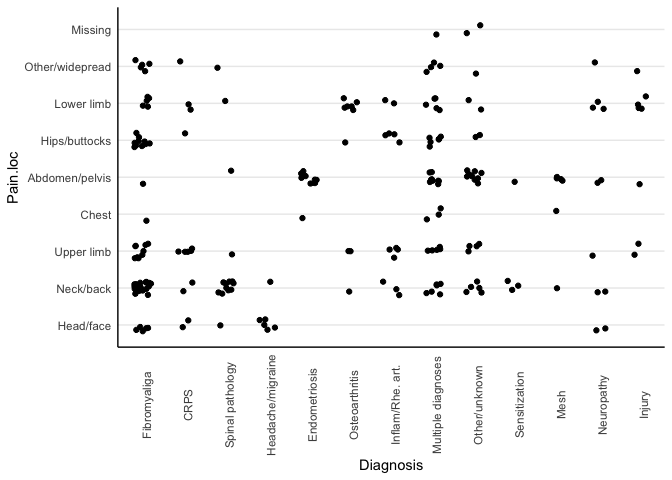 Missing
Other/widepread
Lower limb
Hips/buttocks
Abdomen/pelvis
Chest
Upper limb
Neck/back
Head/face
Pain.loc
Fibromyaliga
CRPS
Spinal pathology
Headache/migraine
Endometriosis
Osteoarthritis
Inflam/Rhe. art.
Multiple diagnoses
Other/unknown
Sensitization
Mesh
Neuropathy
Injury
Diagnosis